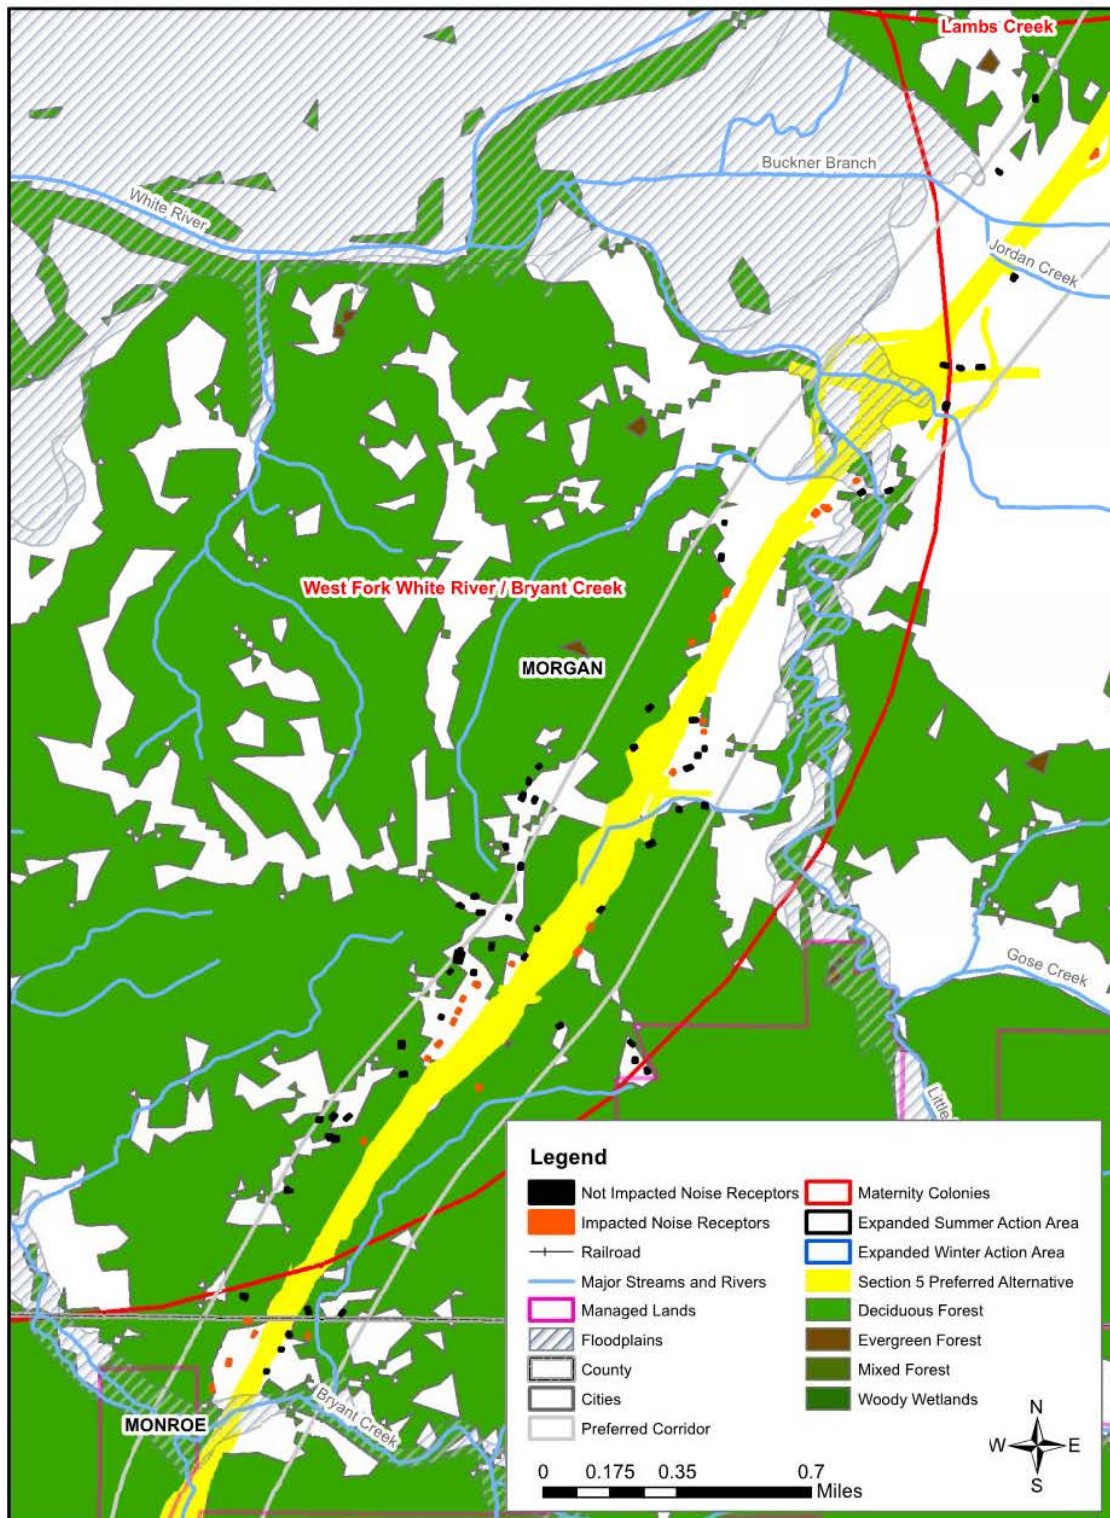 Lambs Creek
Buckner Branch
White River
Jordan Creek
West Fork White River / Bryant Creek
MORGAN
Gose Creek
Little
MONROE
Bryant Creek
Legend
Not Impacted Noise Receptors
Impacted Noise Receptors
Railroad
Major Streams and Rivers
Managed Lands
Floodplains
County
Cities
Preferred Corridor
Maternity Colonies
Expanded Summer Action Area
Expanded Winter Action Area
Section 5 Preferred Alternative
Deciduous Forest
Evergreen Forest
Mixed Forest
Woody Wetlands
N
W E
S
0 0.175 0.35 0.7
Miles